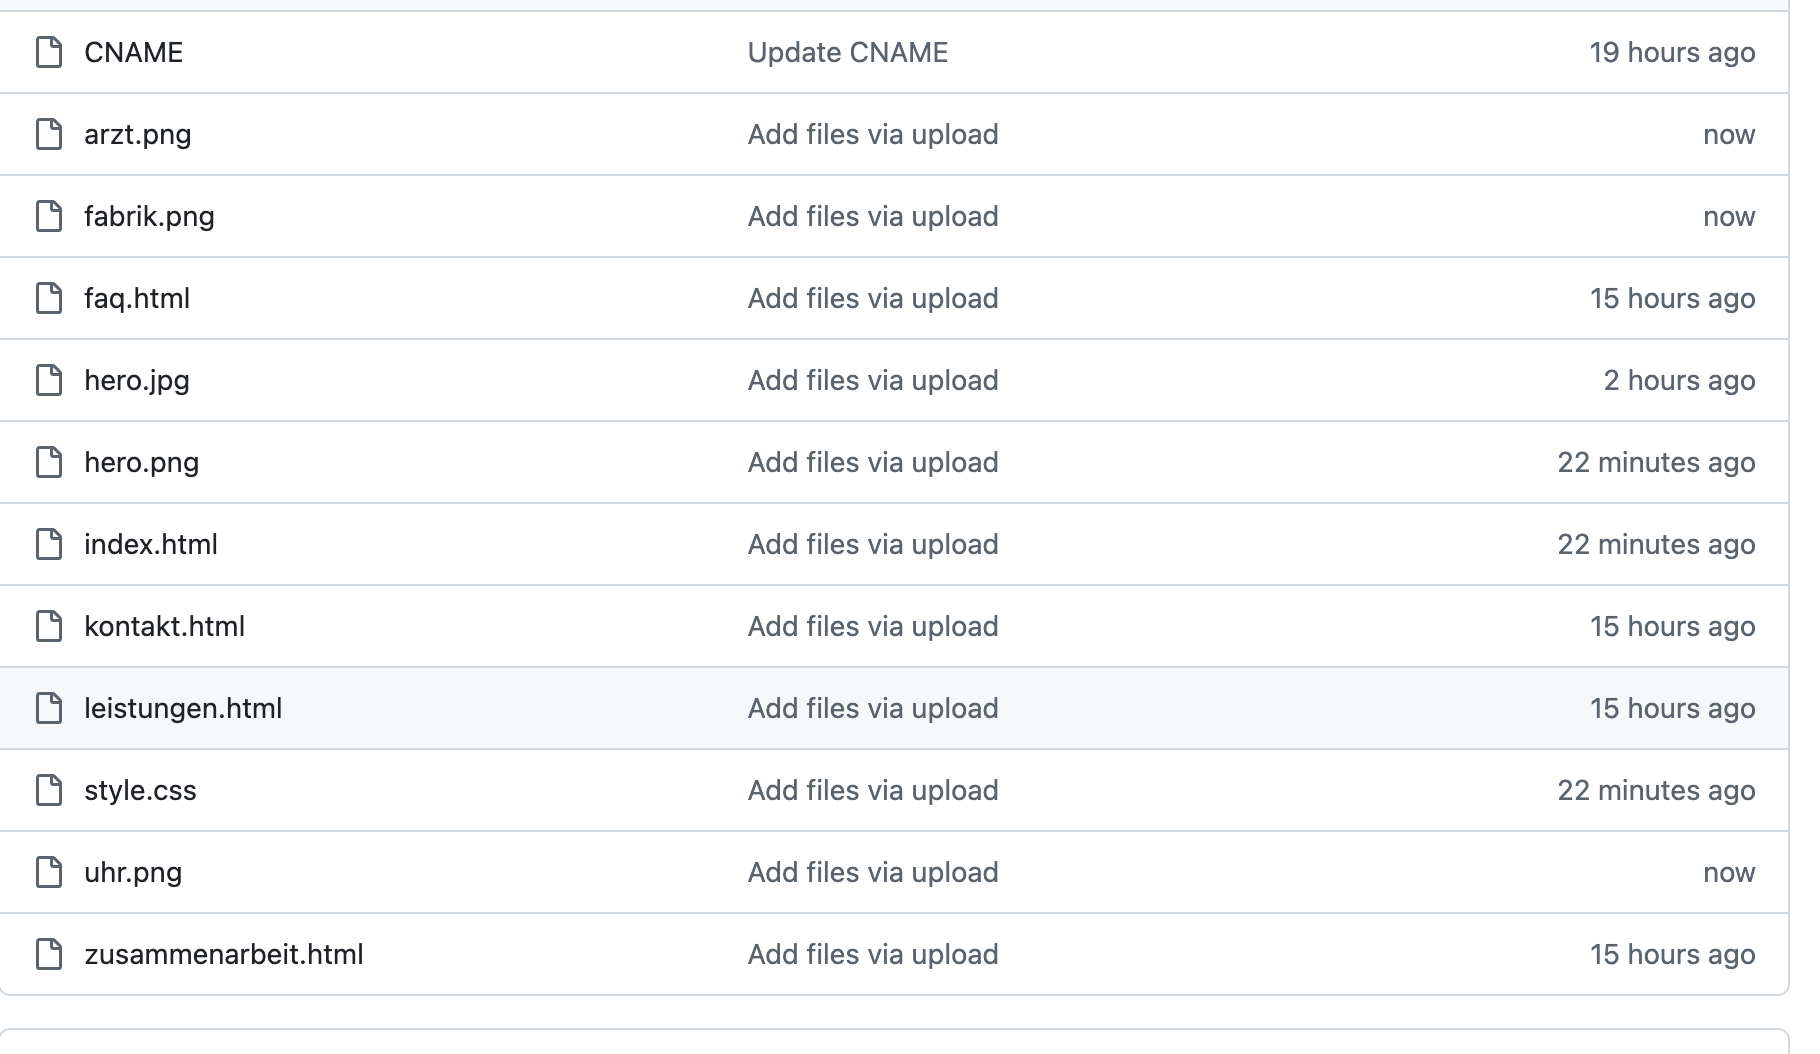 CNAME Update CNAME 19 hours ago
arzt.png Add files via upload now
fabrik.png Add files via upload now
faq.html Add files via upload 15 hours ago
hero.jpg Add files via upload 2 hours ago
hero.png Add files via upload 22 minutes ago
index.html Add files via upload 22 minutes ago
kontakt.html Add files via upload 15 hours ago
leistungen.html Add files via upload 15 hours ago
style.css Add files via upload 22 minutes ago
uhr.png Add files via upload now
zusammenarbeit.html Add files via upload 15 hours ago